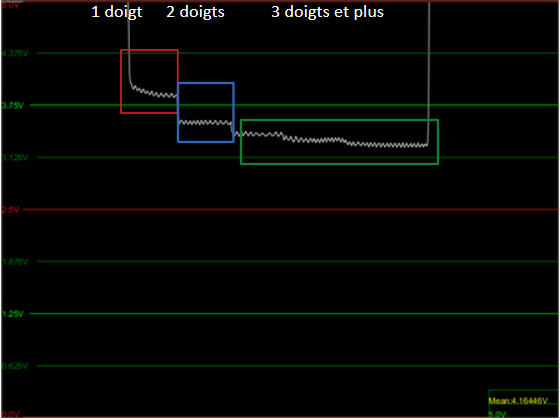 1 doigt 2 doigts 3 doigts et plus
5.0V
4.375V
3.75V
3.125V
2.5V
1.875V
1.25V
0.625V
0.0V
Mean:4.16446V
5.0V